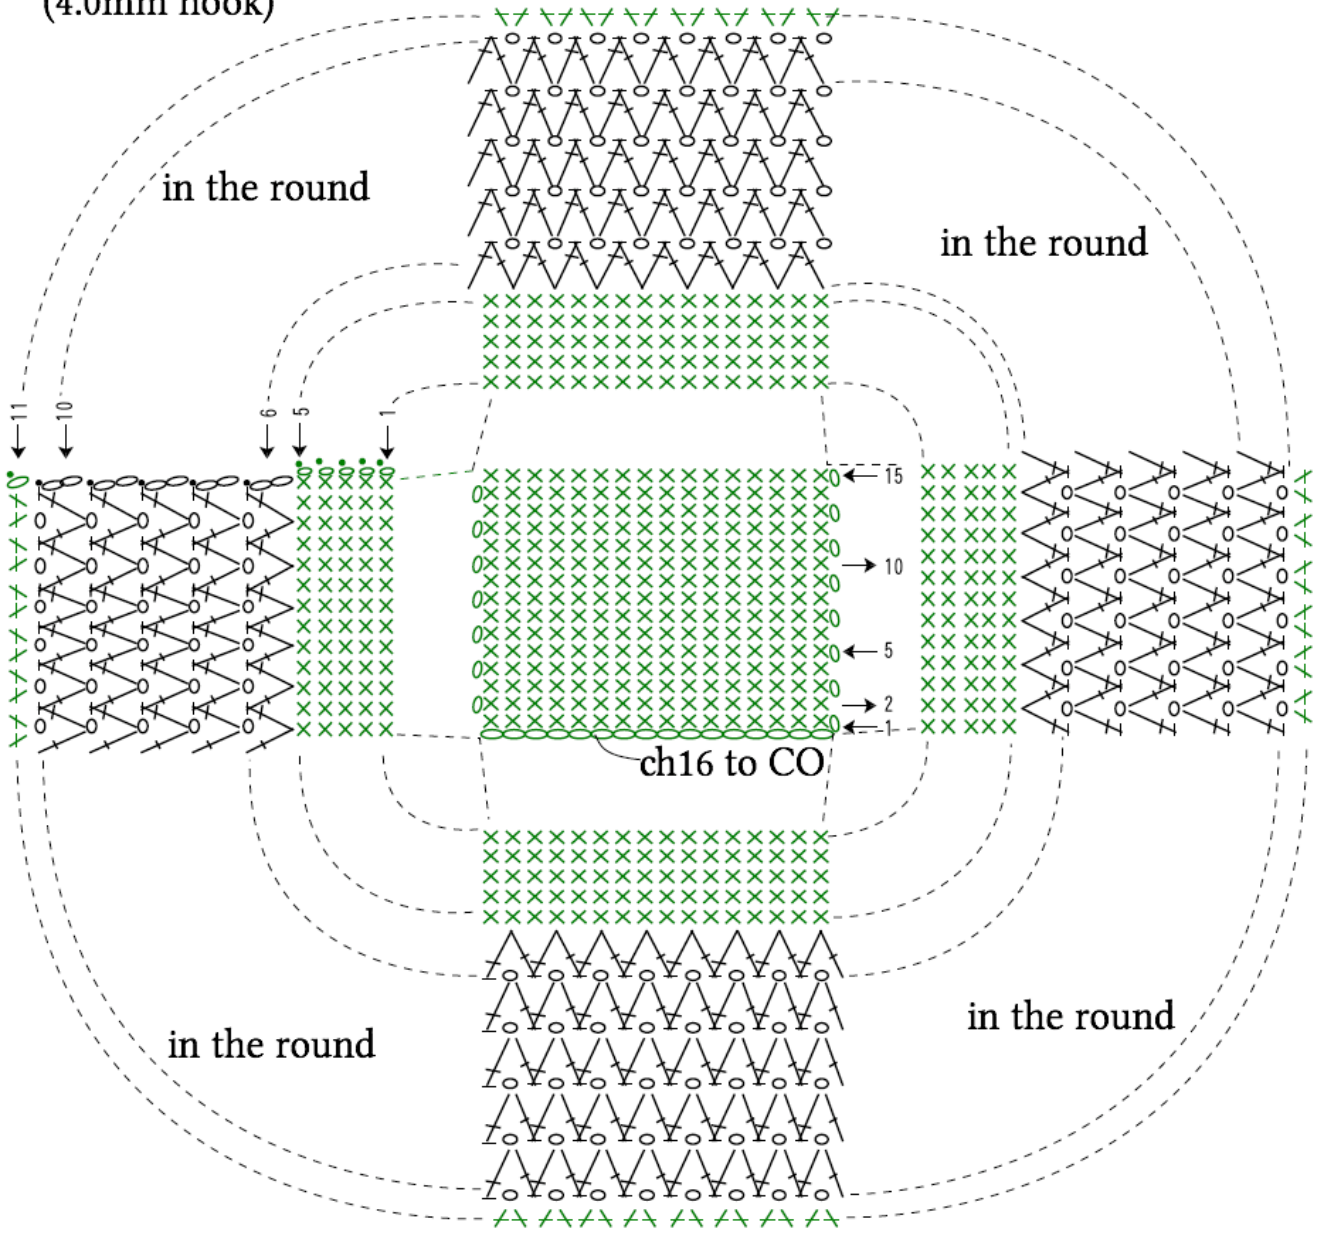 (4.0mm hook)
in the round
in the round
11
10
6
5
1
15
10
5
2
1
ch16 to CO
in the round
in the round